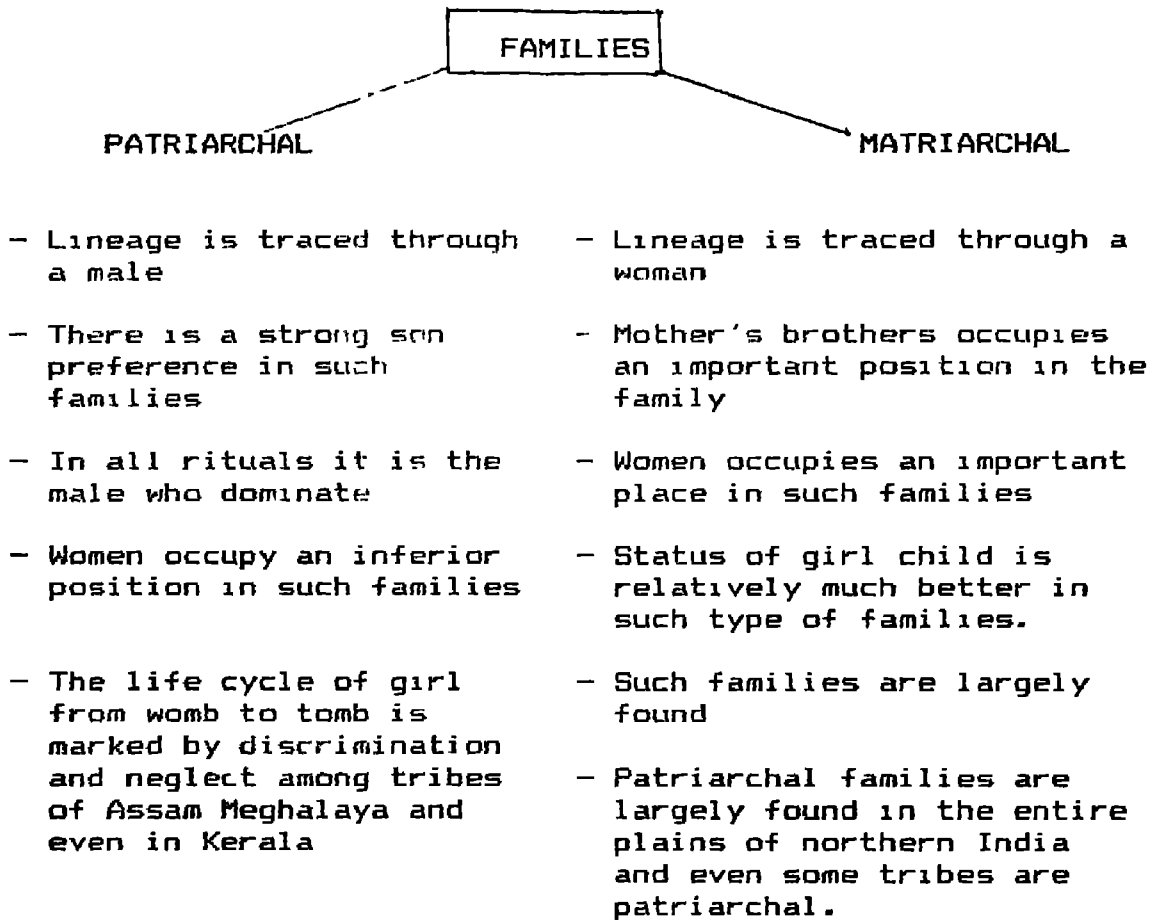 FAMILIES
PATRIARCHAL
MATRIARCHAL
- Lineage is traced through
a male
- There is a strong son
preference in such
families
- In all rituals it is the
male who dominate
- Women occupy an inferior
position in such families
- The life cycle of girl
from womb to tomb is
marked by discrimination
and neglect among tribes
of Assam Meghalaya and
even in Kerala
- Lineage is traced through a
woman
- Mother's brothers occupies
an important position in the
family
- Women occupies an important
place in such families
- Status of girl child is
relatively much better in
such type of families.
- Such families are largely
found
- Patriarchal families are
largely found in the entire
plains of northern India
and even some tribes are
patriarchal.